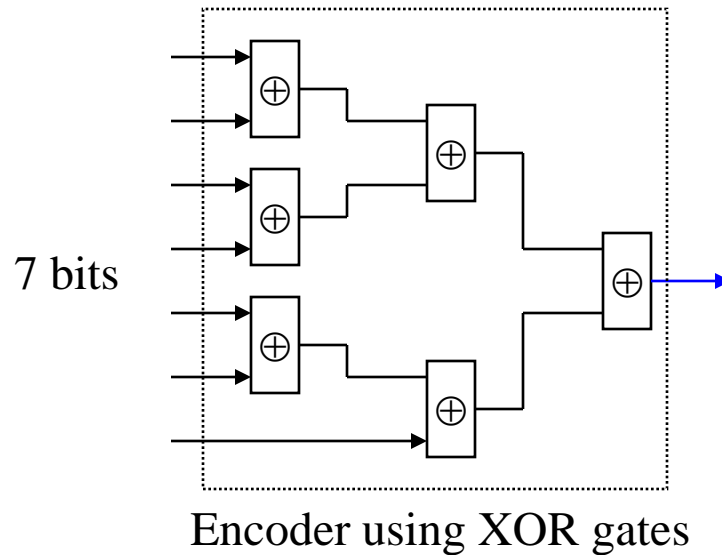 7 bits
Encoder using XOR gates